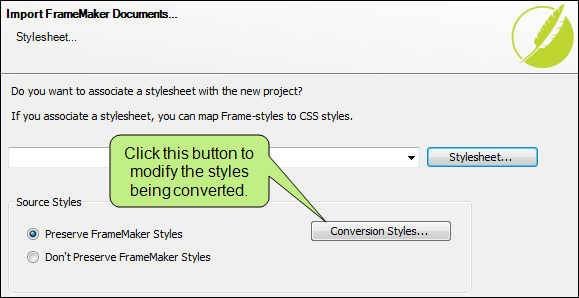 Import FrameMaker Documents...
Stylesheet...
Do you want to associate a stylesheet with the new project?
If you associate a stylesheet, you can map Frame-styles to CSS styles.
Click this button to
modify the styles
being converted.
Stylesheet...
Source Styles
Preserve FrameMaker Styles
Conversion Styles...
Don't Preserve FrameMaker Styles